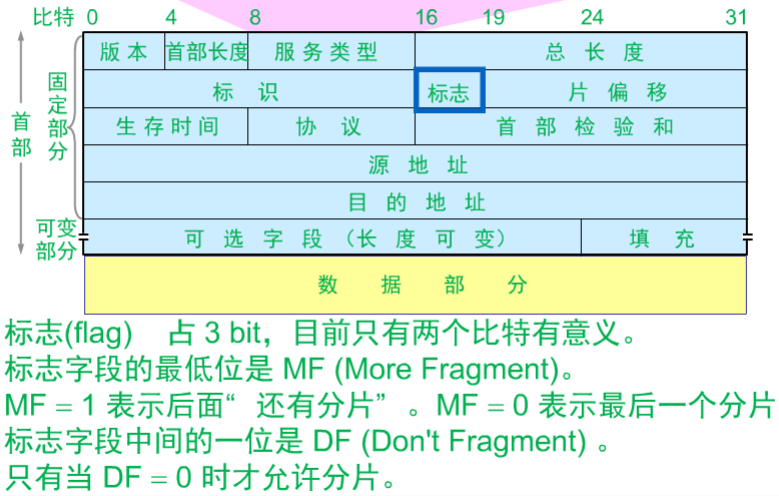 比特 0 4 8 16 19 24 31
版 本 首部长度 服 务 类 型 总 长 度
标 识 标志 片 偏 移
生 存 时 间 协 议 首 部 检 验 和
源 地 址
目 的 地 址
可 选 字 段 （长 度 可 变） 填 充
首部
固定部分
可变部分
数 据 部 分
标志(flag) 占 3 bit，目前只有两个比特有意义。
标志字段的最低位是 MF (More Fragment)。
MF = 1 表示后面“ 还有分片” 。MF = 0 表示最后一个分片
标志字段中间的一位是 DF (Don't Fragment) 。
只有当 DF = 0 时才允许分片。